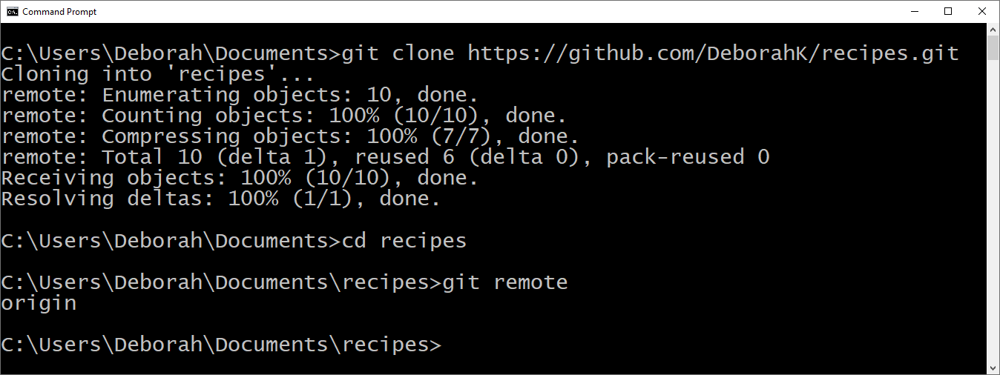 Command Prompt
C:\Users\Deborah\Documents>git clone https://github.com/DeborahK/recipes.git
Cloning into 'recipes'...
remote: Enumerating objects: 10, done.
remote: Counting objects: 100% (10/10), done.
remote: Compressing objects: 100% (7/7), done.
remote: Total 10 (delta 1), reused 6 (delta 0), pack-reused 0
Receiving objects: 100% (10/10), done.
Resolving deltas: 100% (1/1), done.
C:\Users\Deborah\Documents>cd recipes
C:\Users\Deborah\Documents\recipes>git remote
origin
C:\Users\Deborah\Documents\recipes>